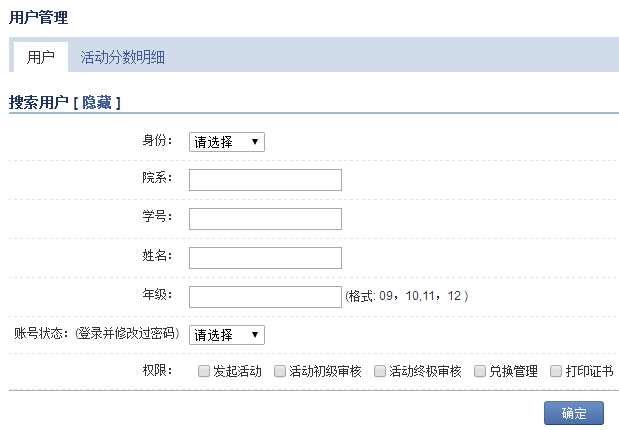 用户管理
用户 活动分数明细
搜索用户 [ 隐藏 ]
身份： 请选择
院系：
学号：
姓名：
年级： (格式: 09，10,11，12 )
账号状态：(登录并修改过密码) 请选择
权限： 发起活动 活动初级审核 活动终极审核 兑换管理 打印证书
确定